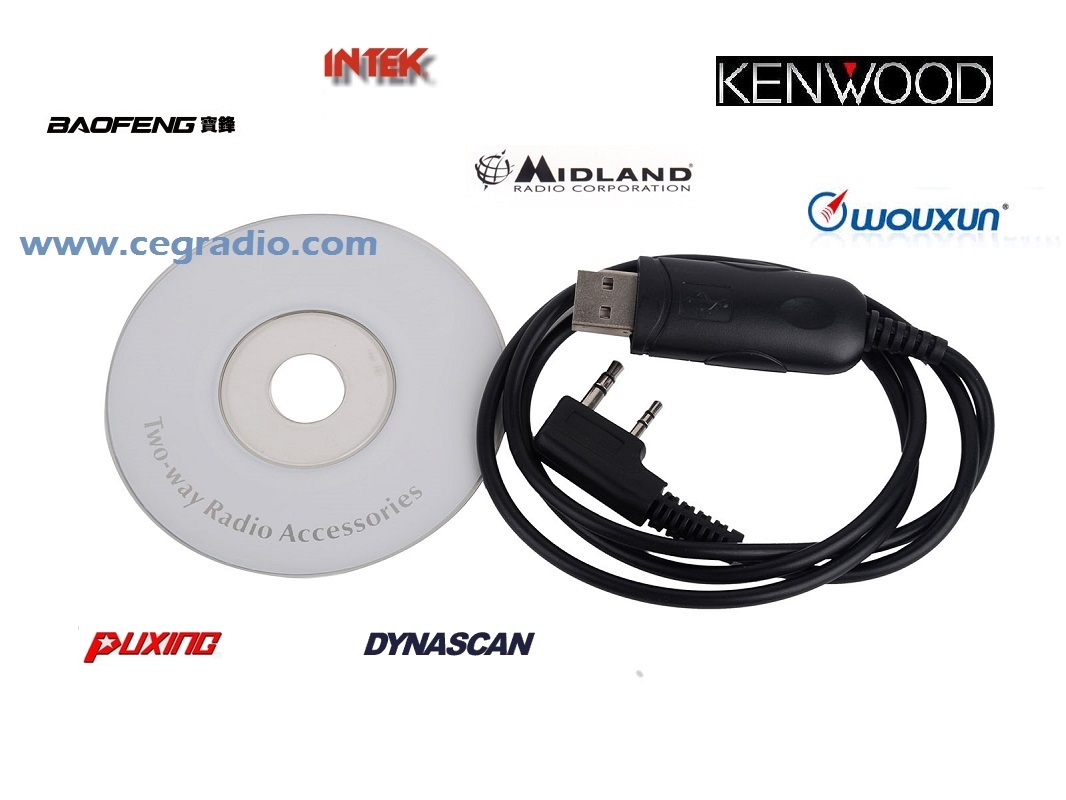 INTEK
KENWOOD
BAOFENG 寶鋒
MIDLAND®
RADIO CORPORATION
WOUXUN®
www.cegradio.com
Two-way Radio Accessories
PUXING
DYNASCAN